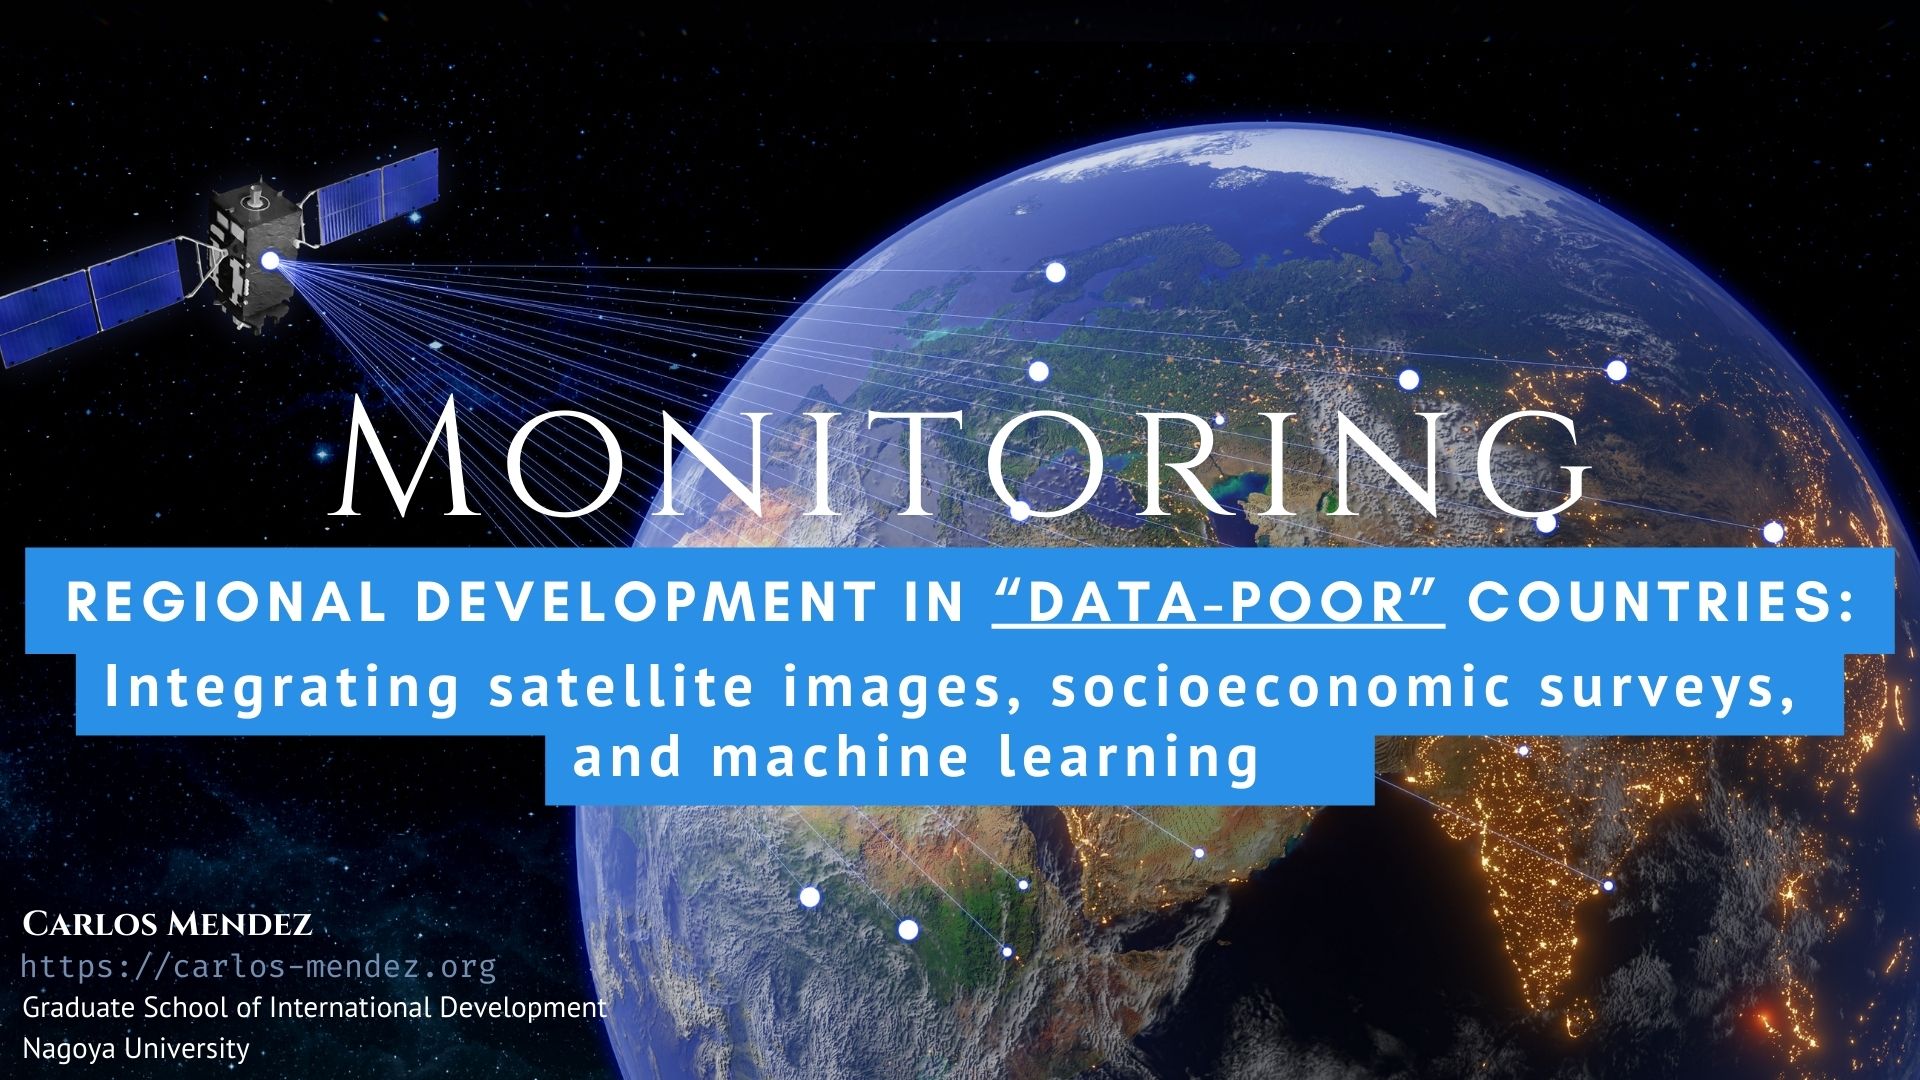 MONITORING
REGIONAL DEVELOPMENT IN “DATA-POOR” COUNTRIES:
Integrating satellite images, socioeconomic surveys,
and machine learning
CARLOS MENDEZ
https://carlos-mendez.org
Graduate School of International Development
Nagoya University